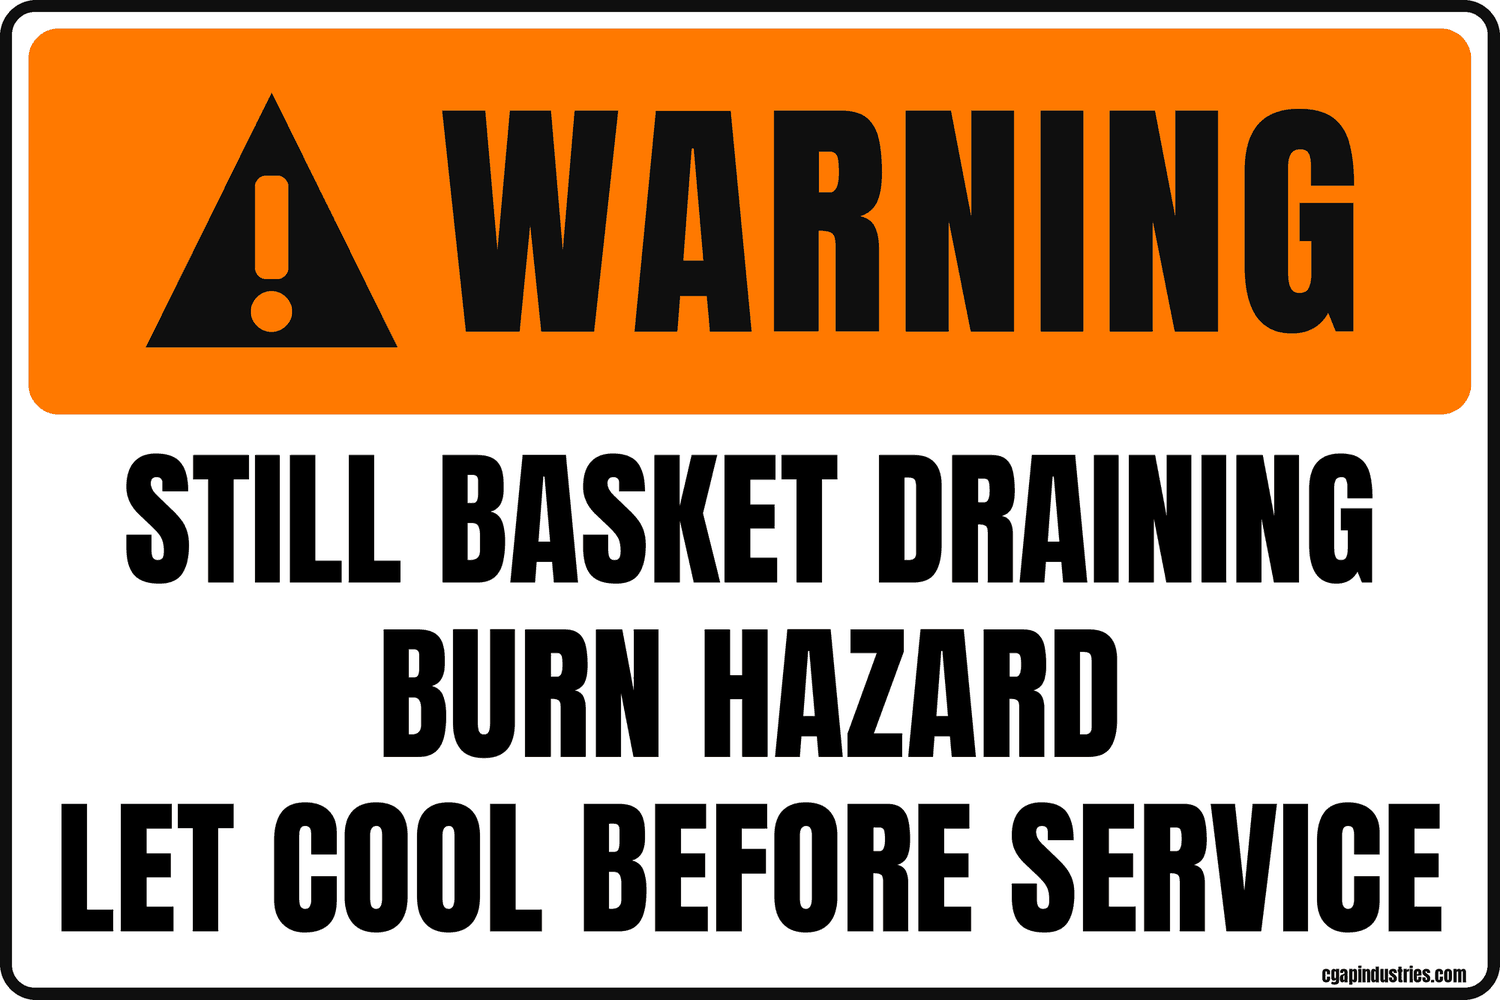 WARNING
STILL BASKET DRAINING
BURN HAZARD
LET COOL BEFORE SERVICE
cgapindustries.com